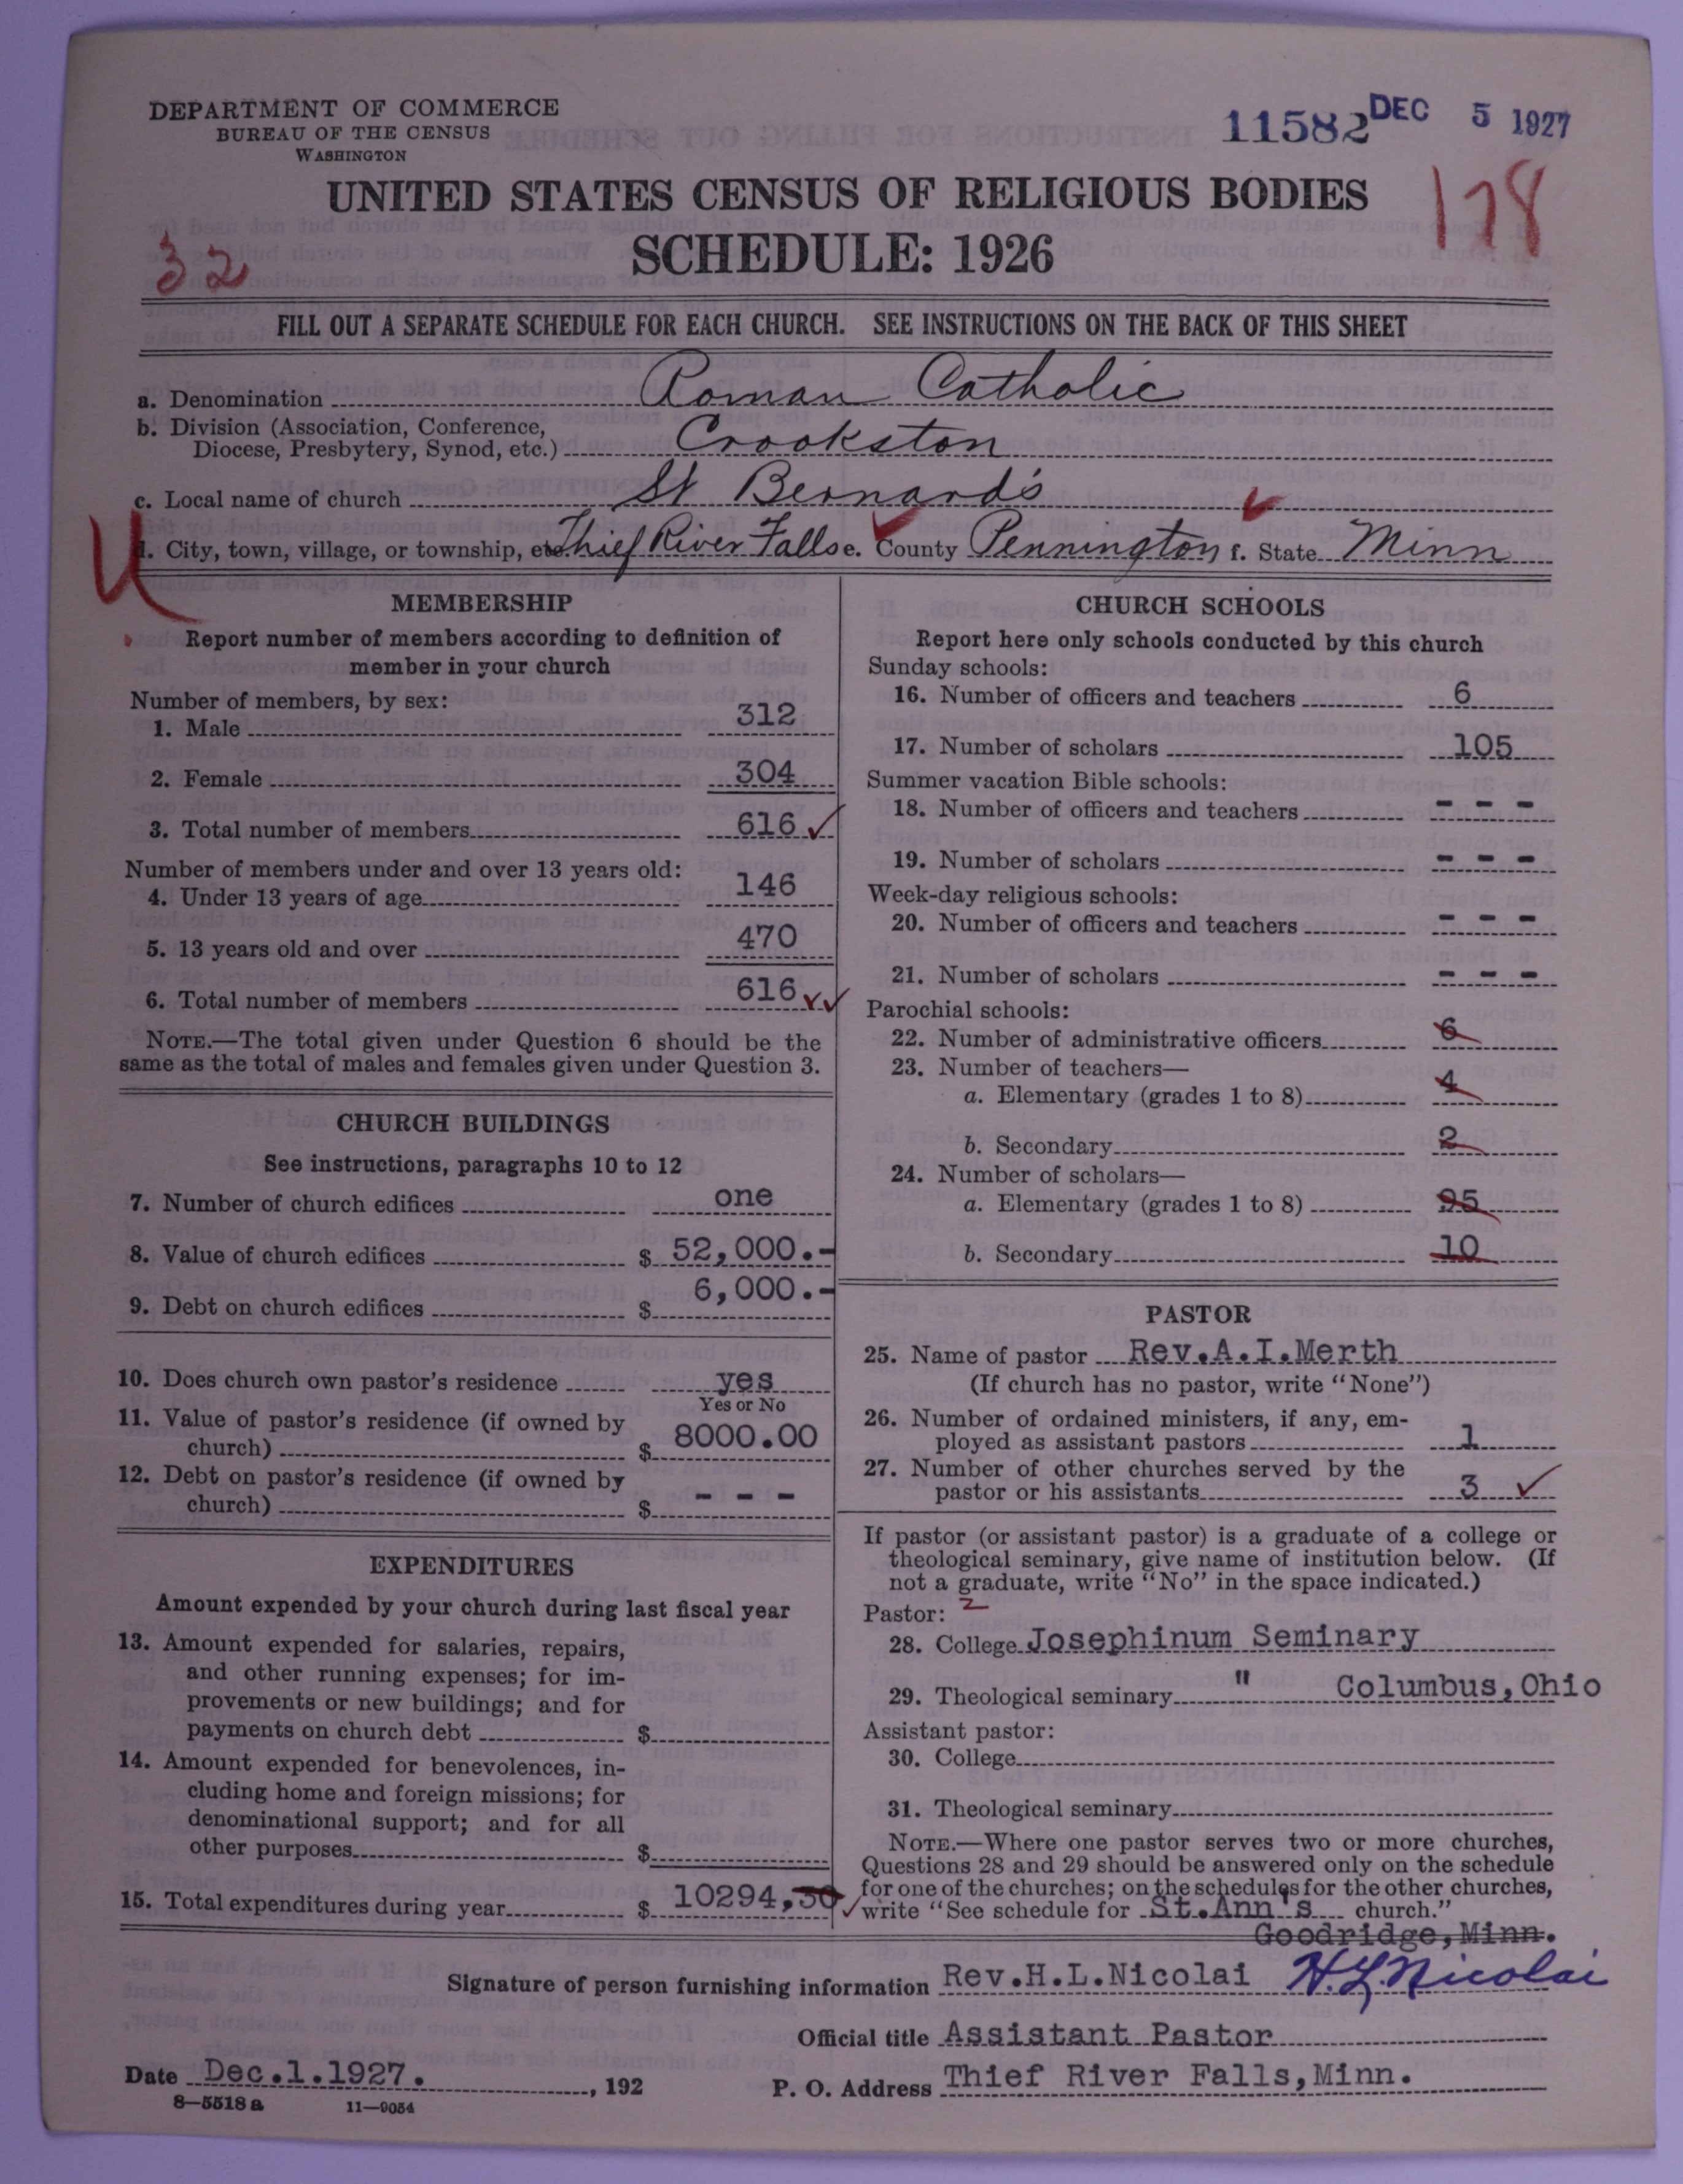 DEPARTMENT OF COMMERCE
BUREAU OF THE CENSUS
WASHINGTON
11582 DEC 5 1927
UNITED STATES CENSUS OF RELIGIOUS BODIES
178
32
SCHEDULE: 1926
FILL OUT A SEPARATE SCHEDULE FOR EACH CHURCH. SEE INSTRUCTIONS ON THE BACK OF THIS SHEET
a. Denomination Roman Catholic
b. Division (Association, Conference, Diocese, Presbytery, Synod, etc.) Crookston
c. Local name of church St Bernard's
d. City, town, village, or township, etc. Thief River Falls e. County Pennington f. State Minn
MEMBERSHIP
Report number of members according to definition of
member in your church
Number of members, by sex:
1. Male 312
2. Female 304
3. Total number of members 616
Number of members under and over 13 years old:
4. Under 13 years of age 146
5. 13 years old and over 470
6. Total number of members 616
NOTE.—The total given under Question 6 should be the
same as the total of males and females given under Question 3.
CHURCH BUILDINGS
See instructions, paragraphs 10 to 12
7. Number of church edifices one
8. Value of church edifices $ 52,000.-
9. Debt on church edifices $ 6,000.-
10. Does church own pastor's residence yes
Yes or No
11. Value of pastor's residence (if owned by
church) $ 8000.00
12. Debt on pastor's residence (if owned by
church) $ - - -
EXPENDITURES
Amount expended by your church during last fiscal year
13. Amount expended for salaries, repairs,
and other running expenses; for im-
provements or new buildings; and for
payments on church debt $
14. Amount expended for benevolences, in-
cluding home and foreign missions; for
denominational support; and for all
other purposes $
15. Total expenditures during year $ 10294,30
CHURCH SCHOOLS
Report here only schools conducted by this church
Sunday schools:
16. Number of officers and teachers 6
17. Number of scholars 105
Summer vacation Bible schools:
18. Number of officers and teachers - - -
19. Number of scholars - - -
Week-day religious schools:
20. Number of officers and teachers - - -
21. Number of scholars - - -
Parochial schools:
22. Number of administrative officers 6
23. Number of teachers—
a. Elementary (grades 1 to 8) 4
b. Secondary 2
24. Number of scholars—
a. Elementary (grades 1 to 8) 95
b. Secondary 10
PASTOR
25. Name of pastor Rev.A.I.Merth
(If church has no pastor, write "None")
26. Number of ordained ministers, if any, em-
ployed as assistant pastors 1
27. Number of other churches served by the
pastor or his assistants 3
If pastor (or assistant pastor) is a graduate of a college or
theological seminary, give name of institution below. (If
not a graduate, write "No" in the space indicated.)
Pastor: 2
28. College Josephinum Seminary
29. Theological seminary " Columbus,Ohio
Assistant pastor:
30. College
31. Theological seminary
NOTE.—Where one pastor serves two or more churches,
Questions 28 and 29 should be answered only on the schedule
for one of the churches; on the schedules for the other churches,
write "See schedule for St.Ann's church."
Goodridge,Minn.
Signature of person furnishing information Rev.H.L.Nicolai H.L.Nicolai
Official title Assistant Pastor
Date Dec.1.1927. , 192
P. O. Address Thief River Falls,Minn.
8—5518 a 11—9054